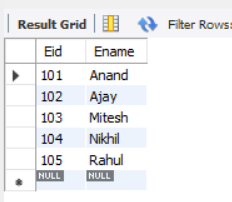 Result Grid Filter Rows:
Eid Ename
101 Anand
102 Ajay
103 Mitesh
104 Nikhil
105 Rahul
NULL NULL